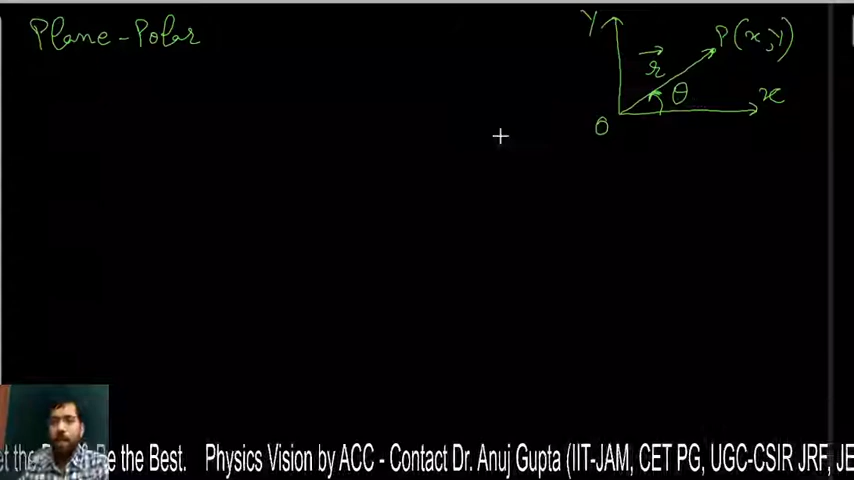 Plane-Polar
Y
P(x,y)
r
θ
x
O
the Be the Best. Physics Vision by ACC - Contact Dr. Anuj Gupta (IIT-JAM, CET PG, UGC-CSIR JRF, JE